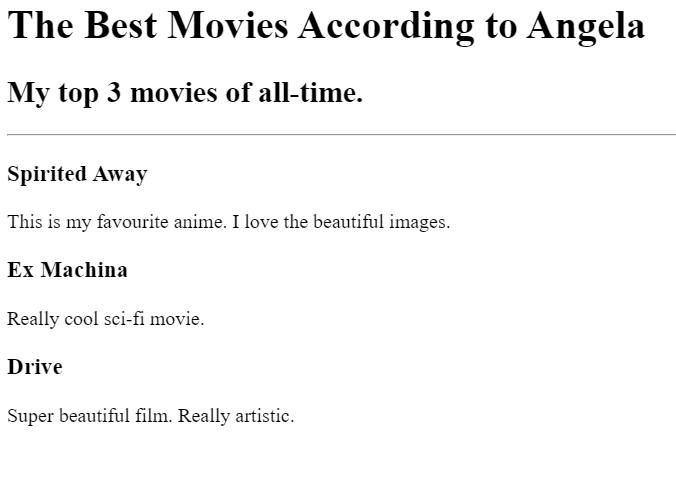 The Best Movies According to Angela
My top 3 movies of all-time.
Spirited Away
This is my favourite anime. I love the beautiful images.
Ex Machina
Really cool sci-fi movie.
Drive
Super beautiful film. Really artistic.